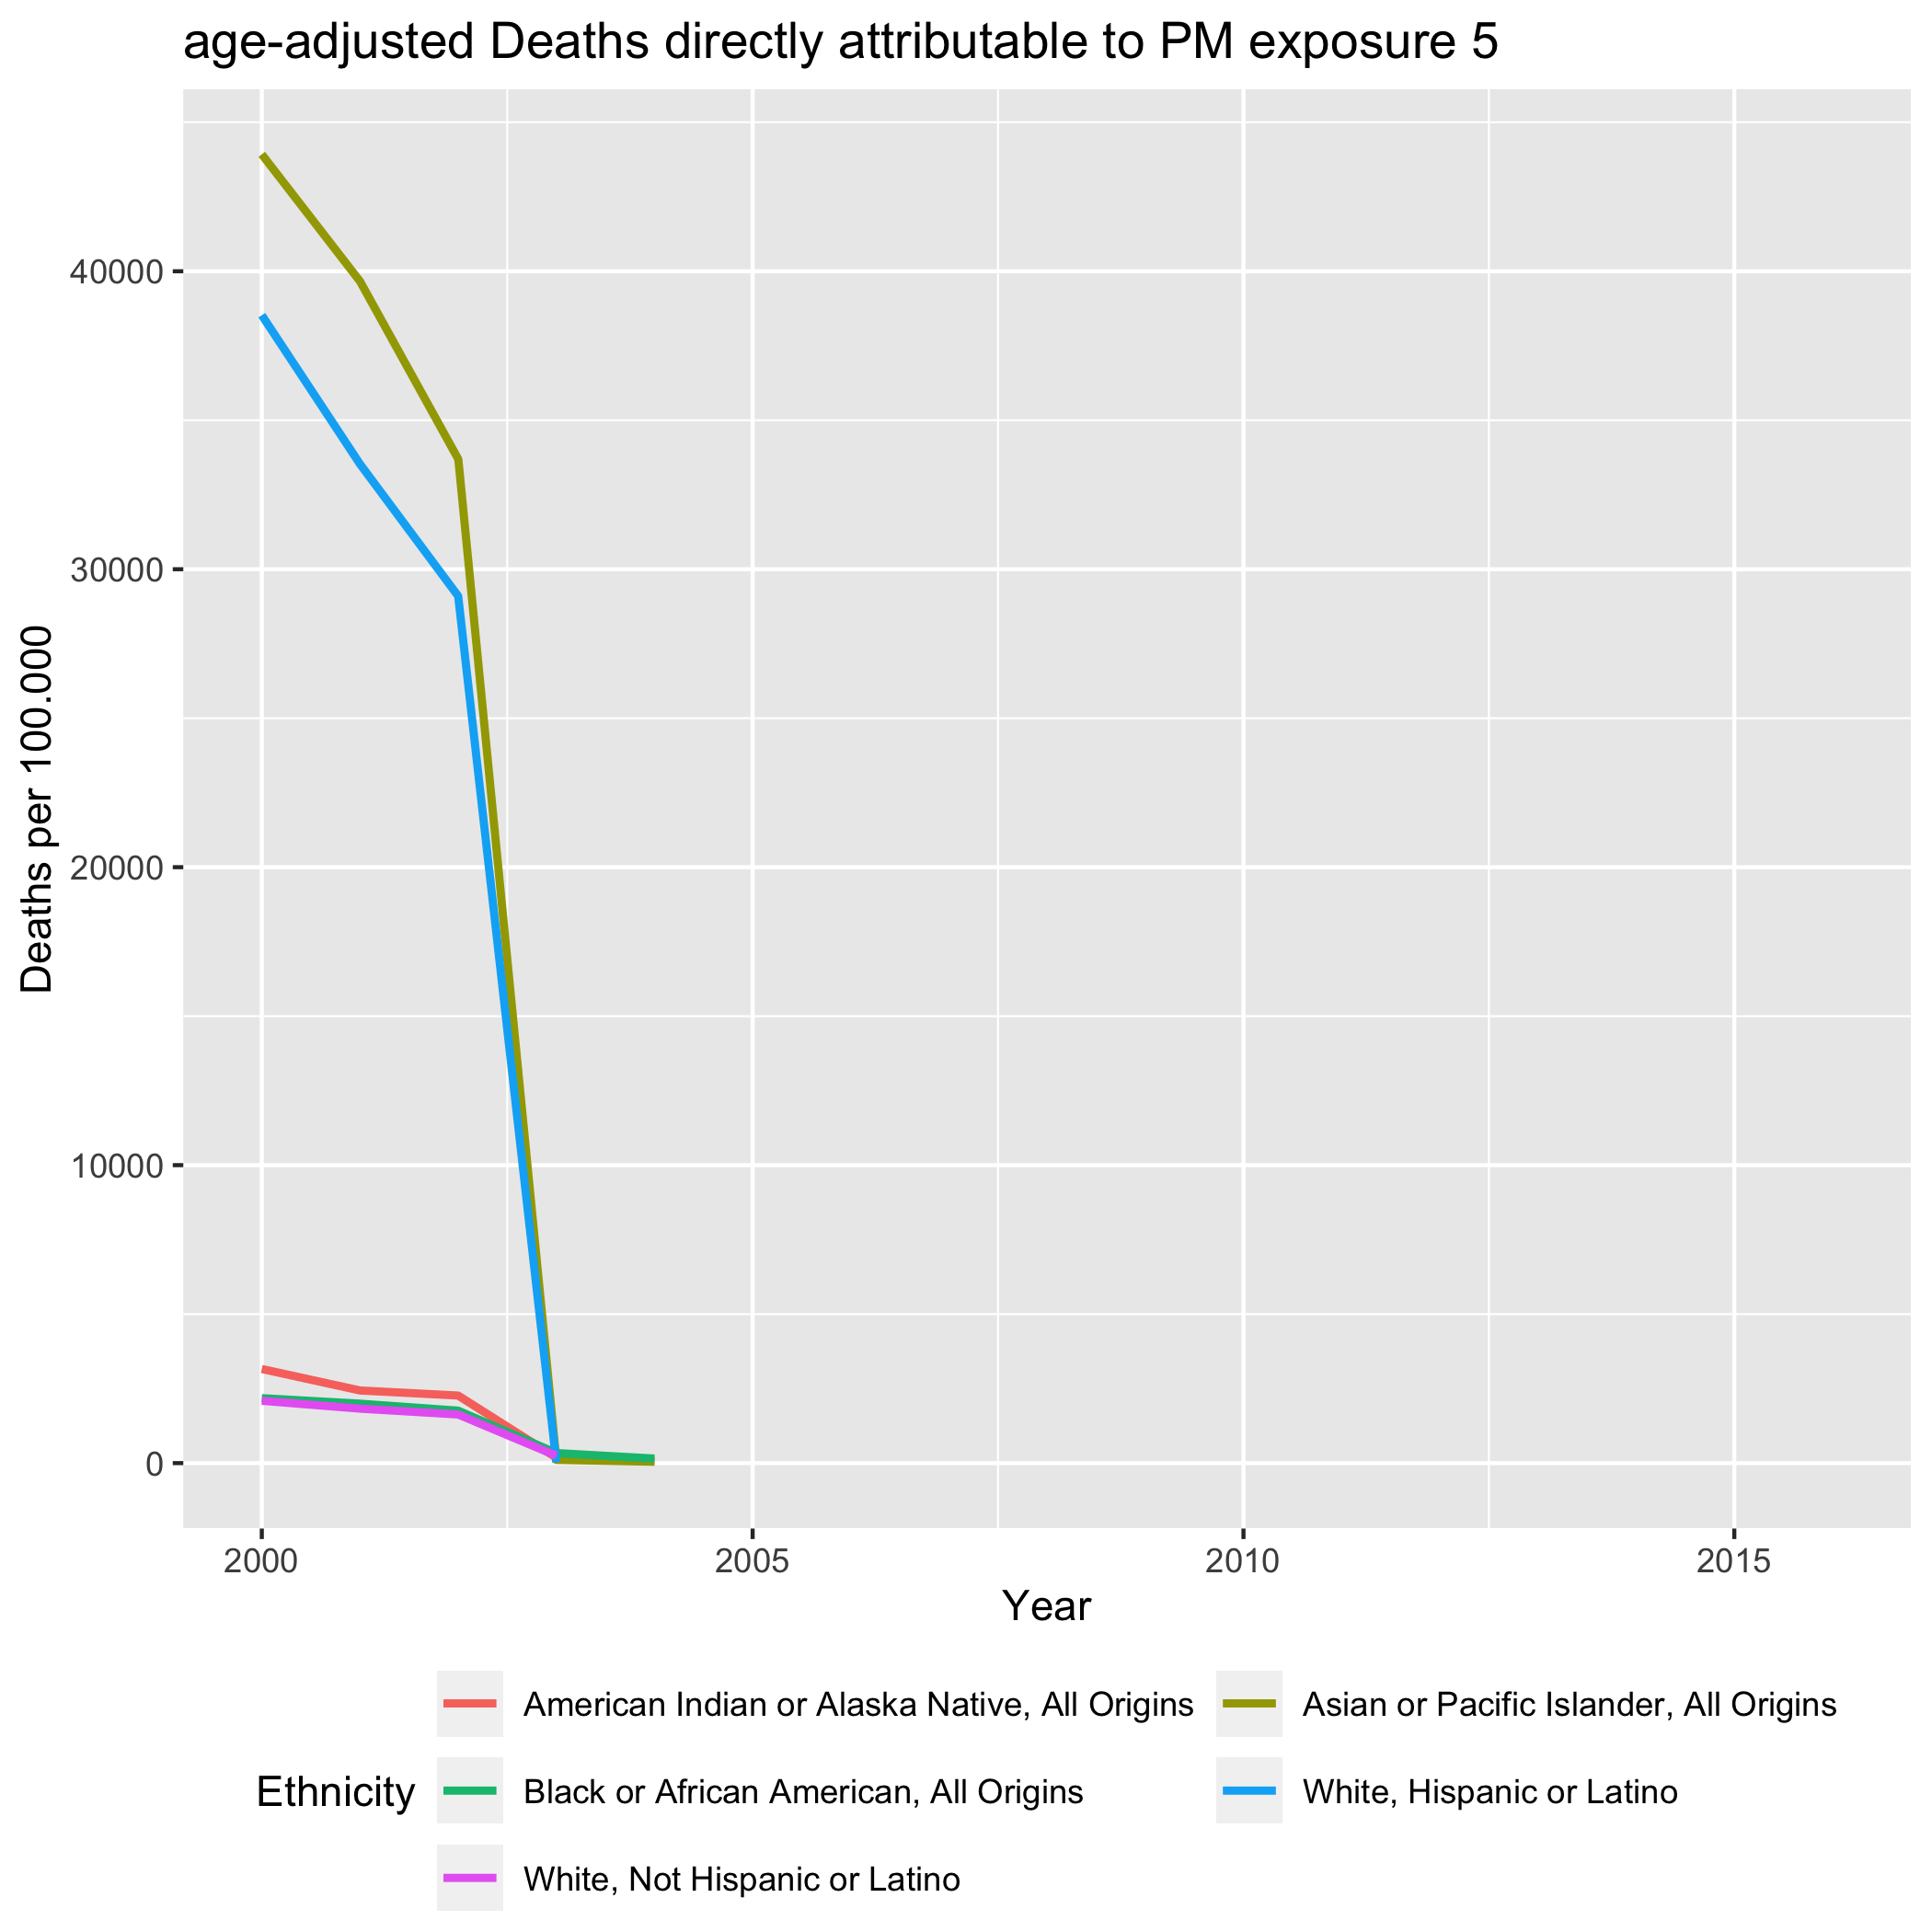 age-adjusted Deaths directly attributable to PM exposure 5
Deaths per 100.000
40000
30000
20000
10000
0
2000 2005 2010 2015
Year
Ethnicity
American Indian or Alaska Native, All Origins
Asian or Pacific Islander, All Origins
Black or African American, All Origins
White, Hispanic or Latino
White, Not Hispanic or Latino